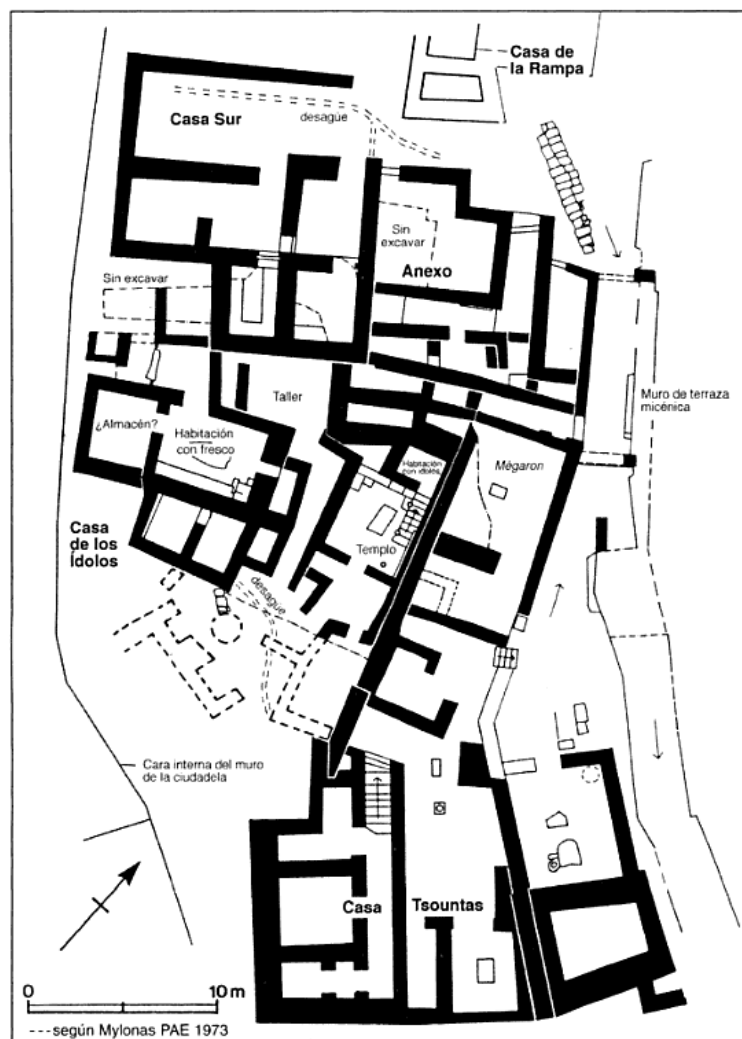 Casa de
la Rampa
Casa Sur
desagüe
Sin
excavar
Anexo
Sin excavar
Muro de terraza
micénica
Taller
¿Almacén?
Habitación
con fresco
Habitación
con ídolos
Mégaron
Templo
Casa
de los
Ídolos
desagüe
Cara interna del muro
de la ciudadela
Casa
Tsountas
0
10 m
---según Mylonas PAE 1973